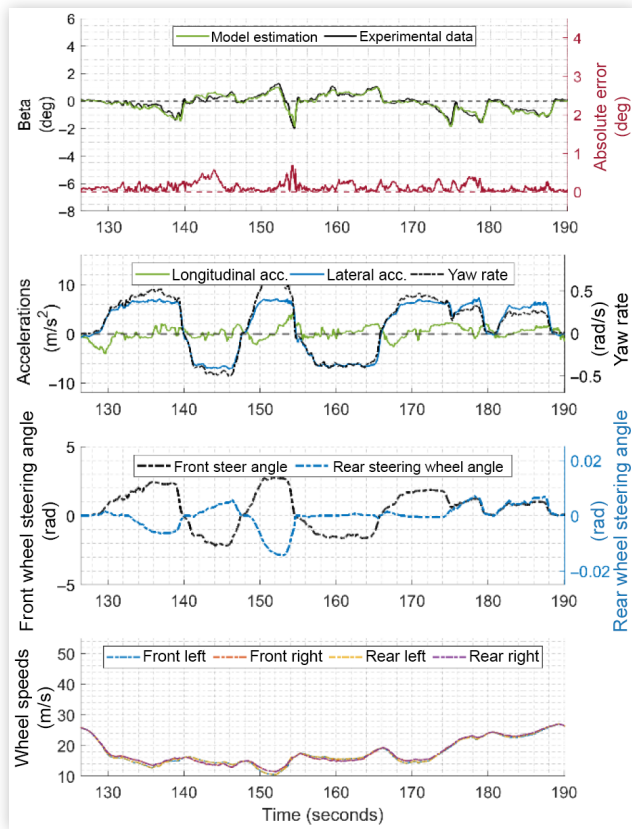 Model estimation Experimental data
6
4
2
0
−2
−4
−6
−8
Beta
(deg)
4
3
2
1
0
Absolute error
(deg)
130 140 150 160 170 180 190
Longitudinal acc. Lateral acc. Yaw rate
10
0
−10
Accelerations
(m/s²)
0.5
0
−0.5
(rad/s)
Yaw rate
130 140 150 160 170 180 190
Front steer angle Rear steering wheel angle
5
0
−5
Front wheel steering angle
(rad)
0.02
0
−0.02
(rad)
Rear wheel steering angle
130 140 150 160 170 180 190
Front left Front right Rear left Rear right
50
40
30
20
10
Wheel speeds
(m/s)
130 140 150 160 170 180 190
Time (seconds)